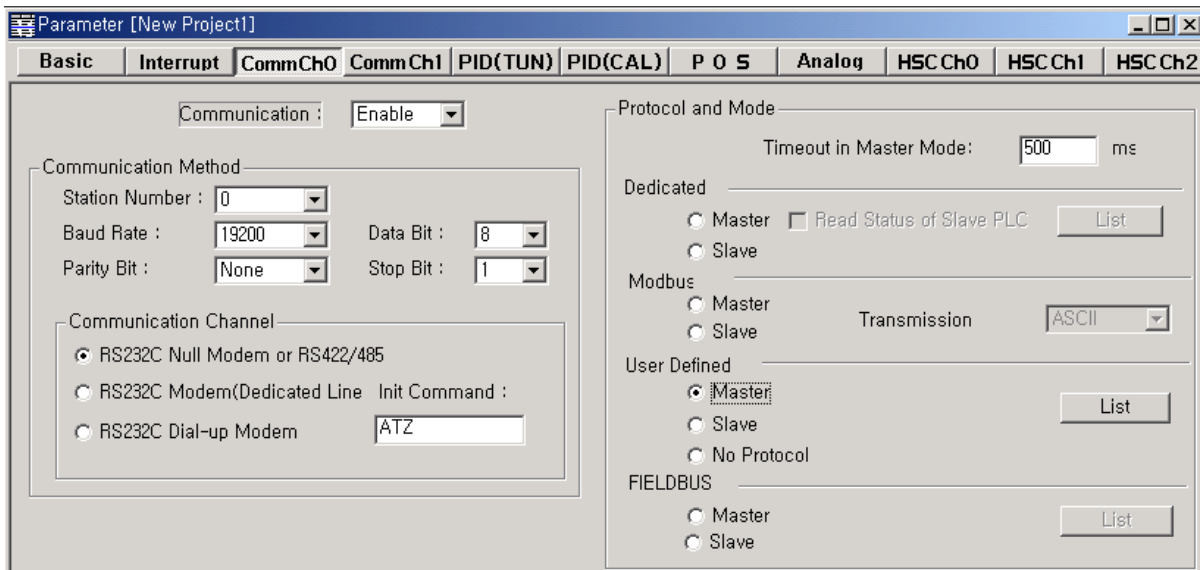 Parameter [New Project1]
Basic Interrupt CommCh0 Comm Ch1 PID(TUN) PID(CAL) P O S Analog HSC Ch0 HSC Ch1 HSC Ch2
Communication : Enable
Communication Method
Station Number : 0
Baud Rate : 19200 Data Bit : 8
Parity Bit : None Stop Bit : 1
Communication Channel
RS232C Null Modem or RS422/485
RS232C Modem(Dedicated Line Init Command :
RS232C Dial-up Modem ATZ
Protocol and Mode
Timeout in Master Mode: 500 ms
Dedicated
Master Read Status of Slave PLC List
Slave
Modbus
Master
Transmission ASCII
Slave
User Defined
Master
List
Slave
No Protocol
FIELDBUS
Master List
Slave